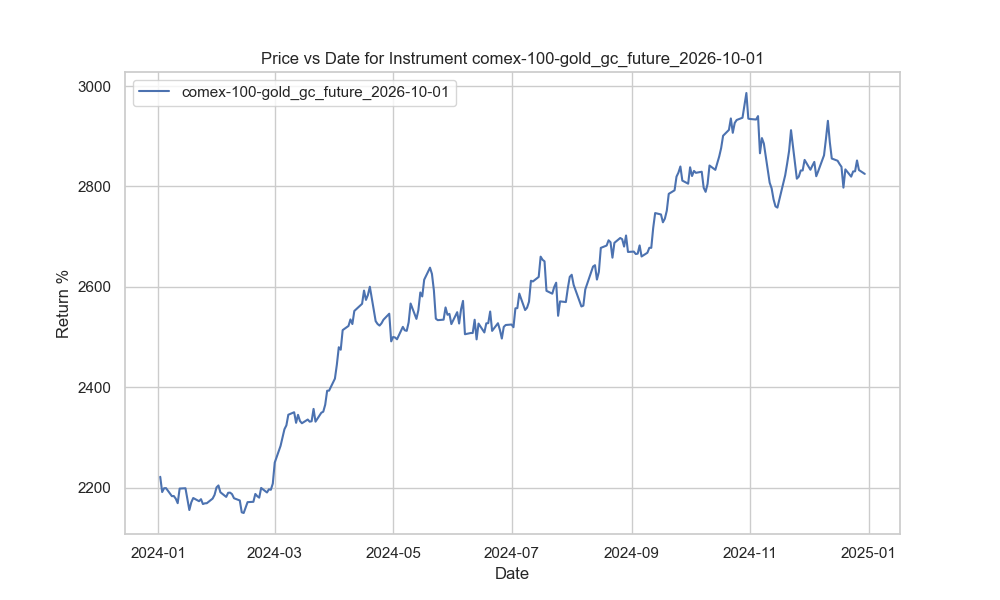 Price vs Date for Instrument comex-100-gold_gc_future_2026-10-01
comex-100-gold_gc_future_2026-10-01
Return %
3000
2800
2600
2400
2200
2024-01 2024-03 2024-05 2024-07 2024-09 2024-11 2025-01
Date